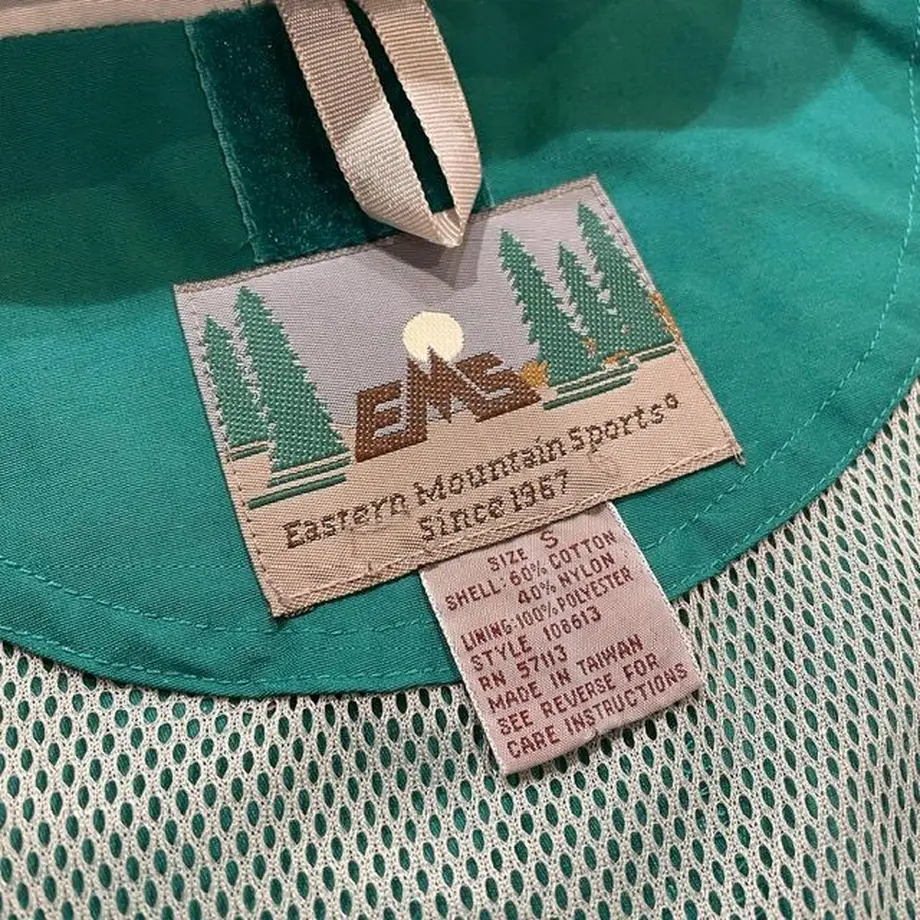 EMS
Eastern Mountain Sports®
Since 1967
SIZE S
SHELL: 60% COTTON
40% NYLON
LINING: 100% POLYESTER
STYLE 108613
RN 57113
MADE IN TAIWAN
SEE REVERSE FOR
CARE INSTRUCTIONS